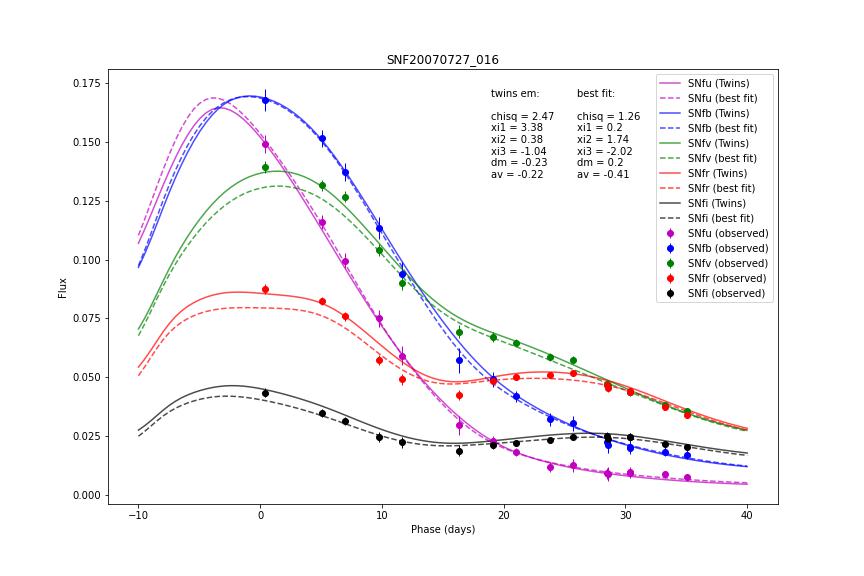 SNF20070727_016
twins em: best fit:
chisq = 2.47 chisq = 1.26
xi1 = 3.38 xi1 = 0.2
xi2 = 0.38 xi2 = 1.74
xi3 = -1.04 xi3 = -2.02
dm = -0.23 dm = 0.2
av = -0.22 av = -0.41
SNfu (Twins)
SNfu (best fit)
SNfb (Twins)
SNfb (best fit)
SNfv (Twins)
SNfv (best fit)
SNfr (Twins)
SNfr (best fit)
SNfi (Twins)
SNfi (best fit)
SNfu (observed)
SNfb (observed)
SNfv (observed)
SNfr (observed)
SNfi (observed)
Flux
0.175
0.150
0.125
0.100
0.075
0.050
0.025
0.000
−10 0 10 20 30 40
Phase (days)